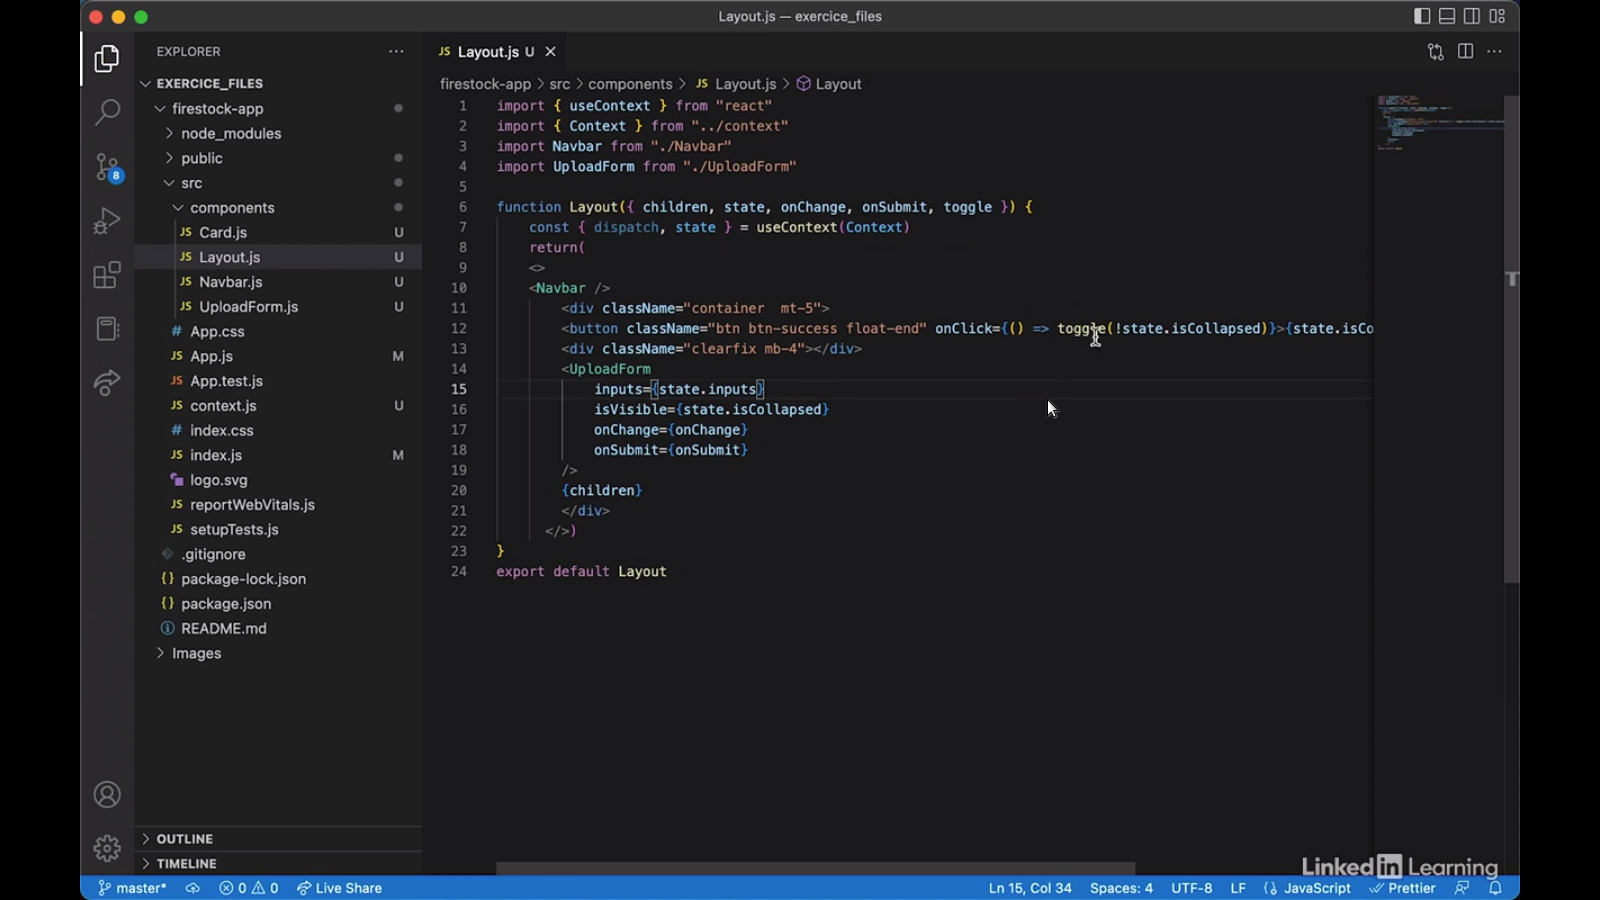 Layout.js — exercice_files
EXPLORER
EXERCICE_FILES
firestock-app
node_modules
public
src
components
JS Card.js U
JS Layout.js U
JS Navbar.js U
JS UploadForm.js U
# App.css
JS App.js M
JS App.test.js
JS context.js U
# index.css
JS index.js M
logo.svg
JS reportWebVitals.js
JS setupTests.js
.gitignore
{} package-lock.json
{} package.json
README.md
Images
OUTLINE
TIMELINE
8
JS Layout.js U
firestock-app > src > components > JS Layout.js > Layout
1 import { useContext } from "react"
2 import { Context } from "../context"
3 import Navbar from "./Navbar"
4 import UploadForm from "./UploadForm"
5
6 function Layout({ children, state, onChange, onSubmit, toggle }) {
7 const { dispatch, state } = useContext(Context)
8 return(
9 <>
10 <Navbar />
11 <div className="container  mt-5">
12 <button className="btn btn-success float-end" onClick={() => toggle(!state.isCollapsed)}>{state.isCo
13 <div className="clearfix mb-4"></div>
14 <UploadForm
15 inputs={state.inputs}
16 isVisible={state.isCollapsed}
17 onChange={onChange}
18 onSubmit={onSubmit}
19 />
20 {children}
21 </div>
22 </>)
23 }
24 export default Layout
LinkedIn Learning
master* 0 0 Live Share Ln 15, Col 34 Spaces: 4 UTF-8 LF {} JavaScript Prettier